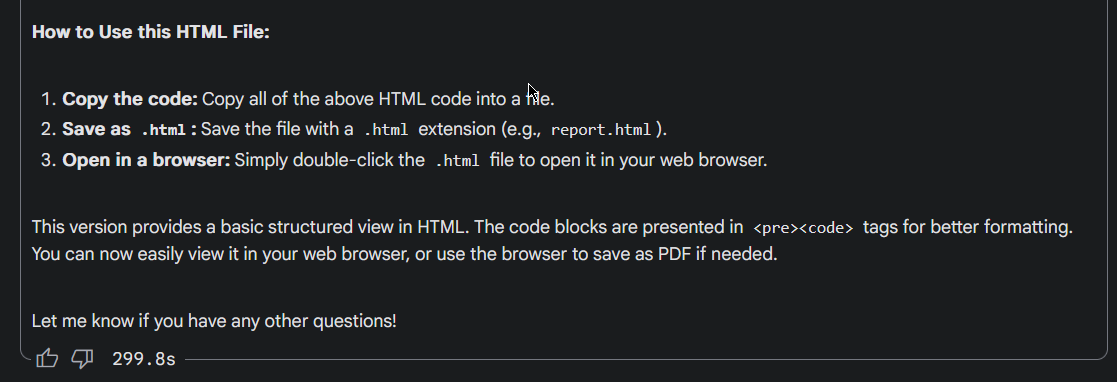 How to Use this HTML File:
1. Copy the code: Copy all of the above HTML code into a file.
2. Save as .html : Save the file with a .html extension (e.g., report.html ).
3. Open in a browser: Simply double-click the .html file to open it in your web browser.
This version provides a basic structured view in HTML. The code blocks are presented in <pre><code> tags for better formatting.
You can now easily view it in your web browser, or use the browser to save as PDF if needed.
Let me know if you have any other questions!
299.8s